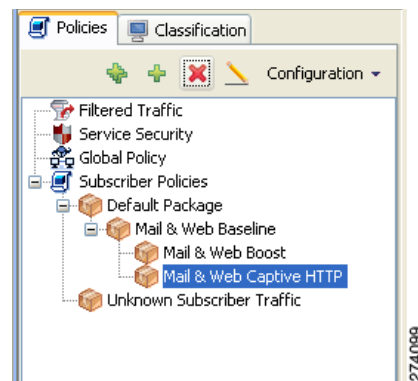 Policies Classification
Configuration
Filtered Traffic
Service Security
Global Policy
Subscriber Policies
Default Package
Mail & Web Baseline
Mail & Web Boost
Mail & Web Captive HTTP
Unknown Subscriber Traffic
274099